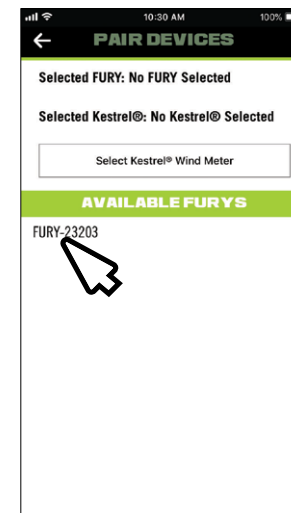 10:30 AM 100%
PAIR DEVICES
Selected FURY: No FURY Selected
Selected Kestrel®: No Kestrel® Selected
Select Kestrel® Wind Meter
AVAILABLE FURYS
FURY-23203